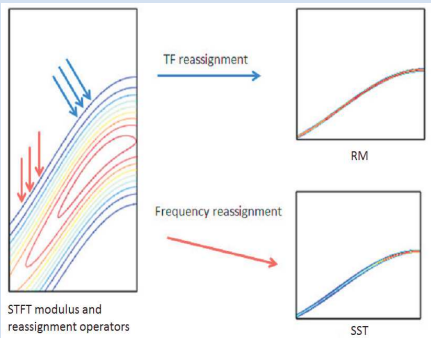 TF reassignment
RM
Frequency reassignment
STFT modulus and
reassignment operators
SST